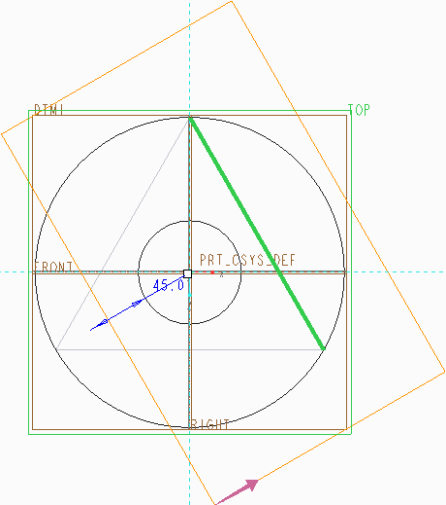 DTM1
TOP
PRT_CSYS_DEF
FRONT
45.0
RIGHT